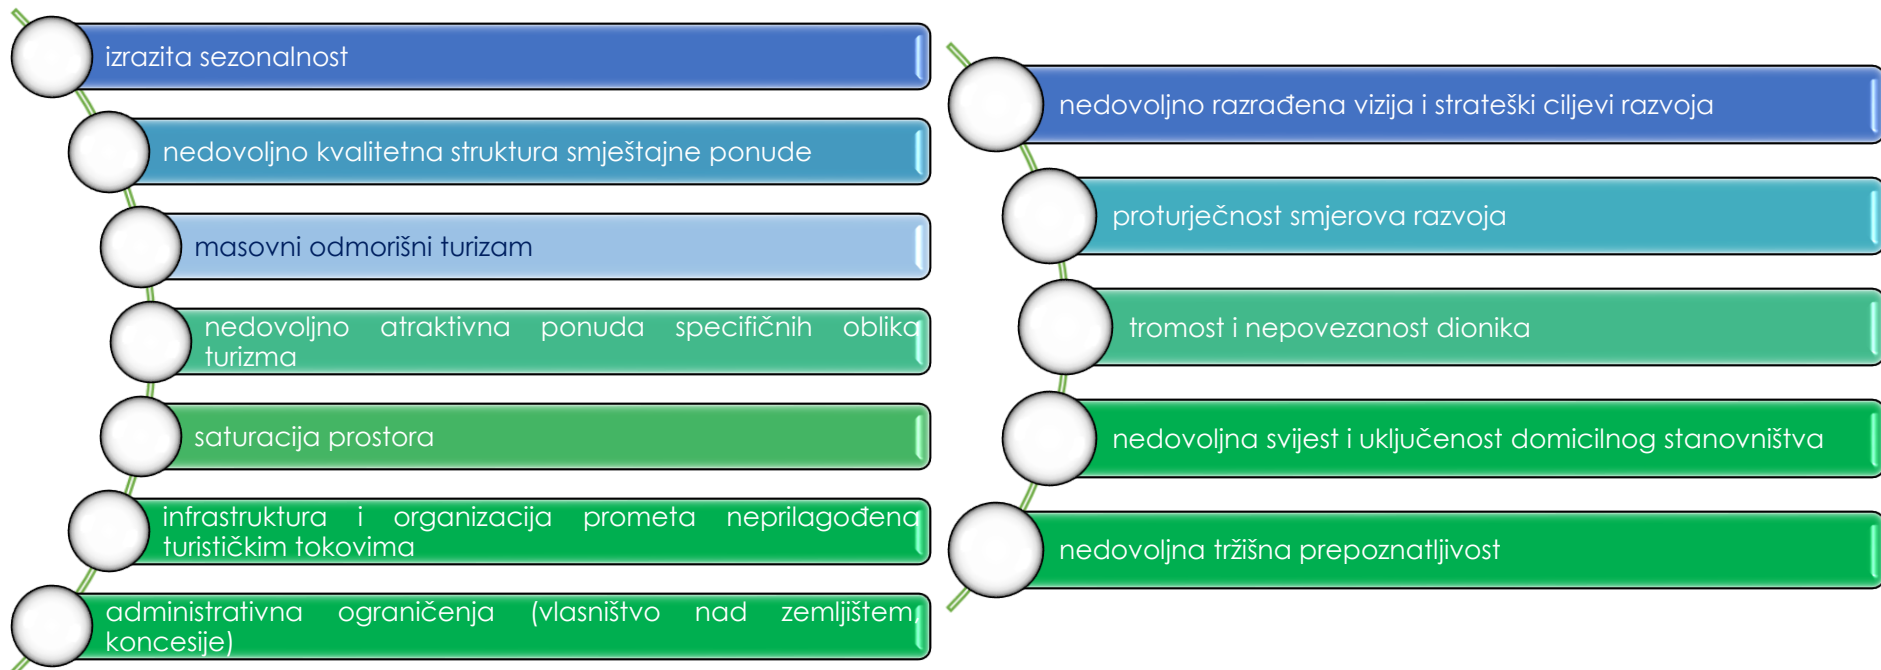 izrazita sezonalnost
nedovoljno kvalitetna struktura smještajne ponude
masovni odmorišni turizam
nedovoljno atraktivna ponuda specifičnih oblika
turizma
saturacija prostora
infrastruktura i organizacija prometa neprilagođena
turističkim tokovima
administrativna ograničenja (vlasništvo nad zemljištem,
koncesije)
nedovoljno razrađena vizija i strateški ciljevi razvoja
proturječnost smjerova razvoja
tromost i nepovezanost dionika
nedovoljna svijest i uključenost domicilnog stanovništva
nedovoljna tržišna prepoznatljivost